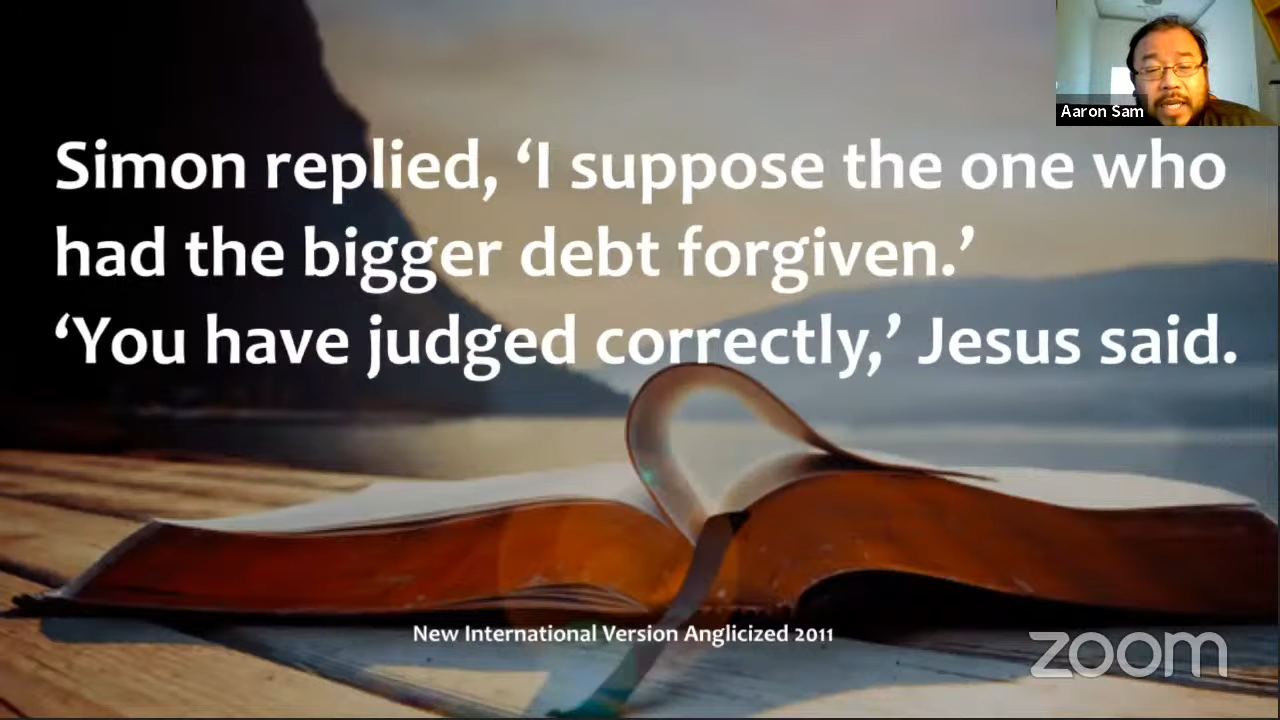 Aaron Sam
Simon replied, ‘I suppose the one who
had the bigger debt forgiven.’
‘You have judged correctly,’ Jesus said.
New International Version Anglicized 2011
zoom